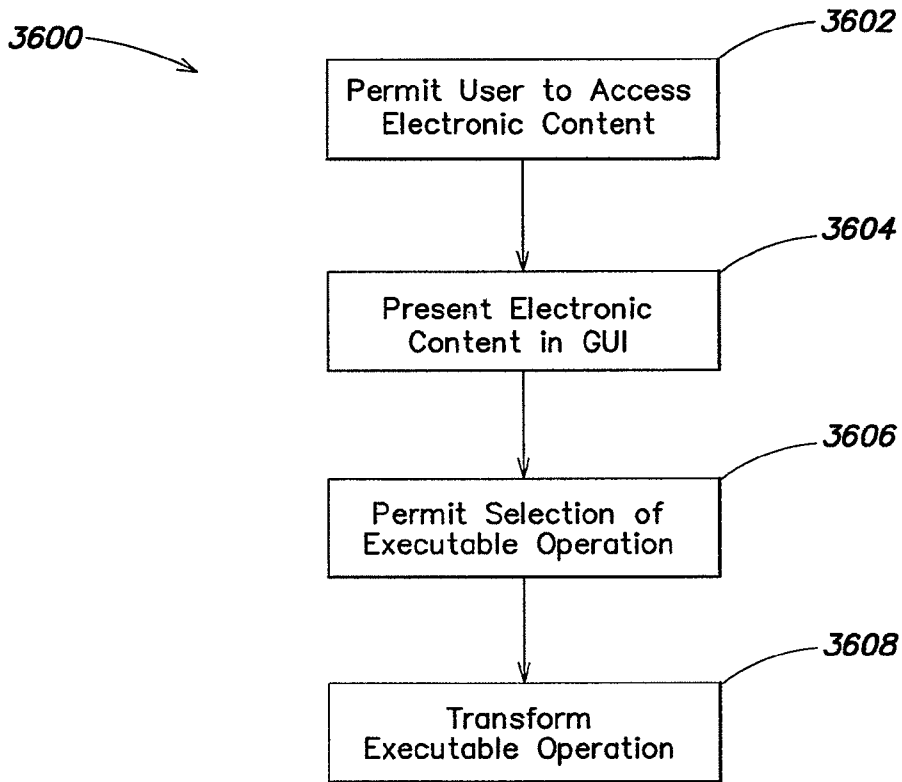 3600
3602
Permit User to Access
Electronic Content
3604
Present Electronic
Content in GUI
3606
Permit Selection of
Executable Operation
3608
Transform
Executable Operation